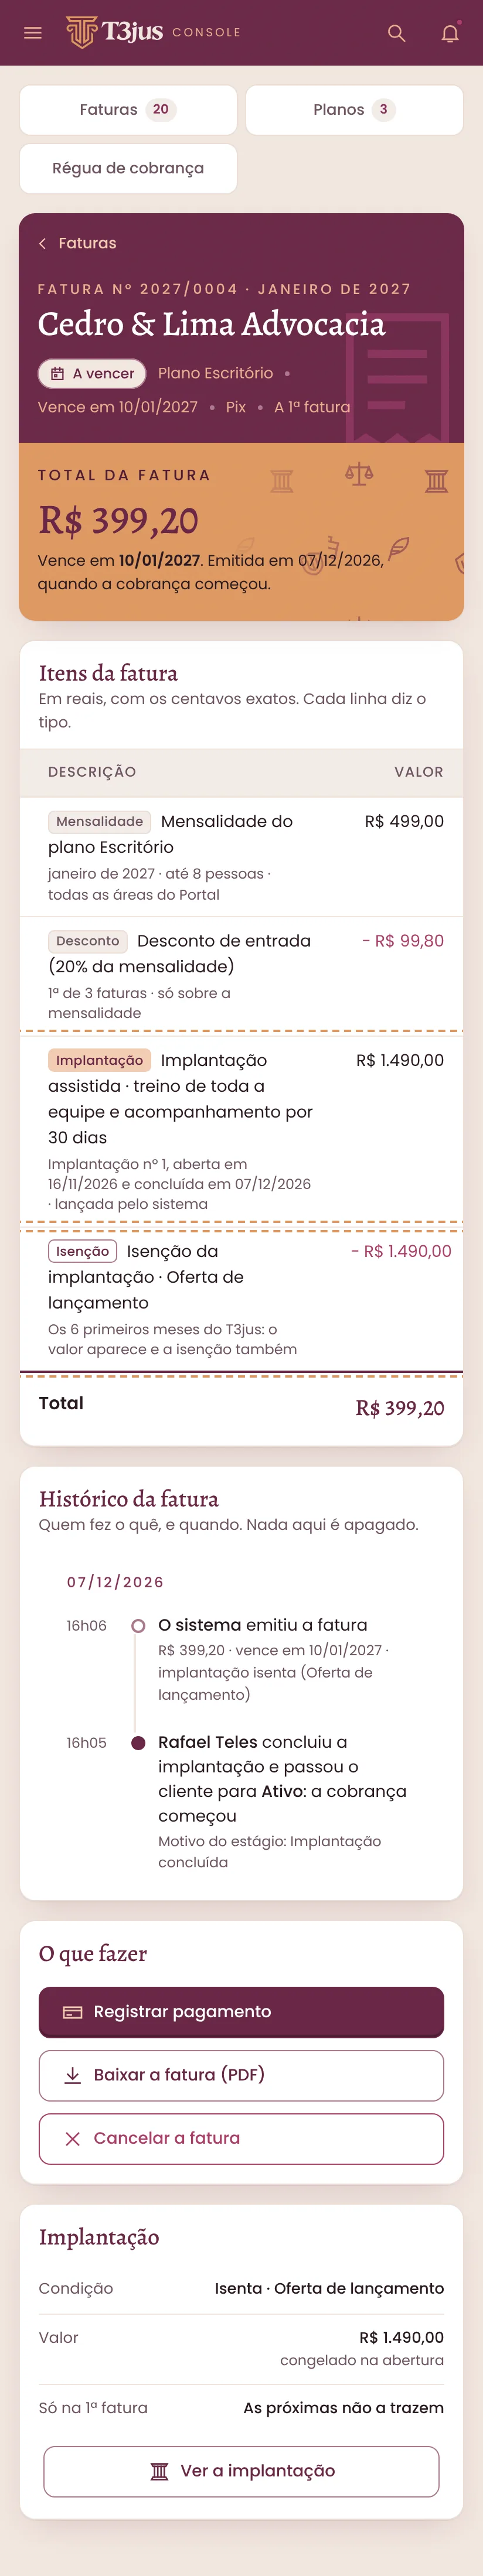 T3jus CONSOLE
Faturas 20
Planos 3
Régua de cobrança
Faturas
FATURA Nº 2027/0004 · JANEIRO DE 2027
Cedro & Lima Advocacia
A vencer Plano Escritório •
Vence em 10/01/2027 • Pix • A 1ª fatura
TOTAL DA FATURA
R$ 399,20
Vence em 10/01/2027. Emitida em 07/12/2026,
quando a cobrança começou.
Itens da fatura
Em reais, com os centavos exatos. Cada linha diz o
tipo.
DESCRIÇÃO VALOR
Mensalidade Mensalidade do R$ 499,00
plano Escritório
janeiro de 2027 · até 8 pessoas ·
todas as áreas do Portal
Desconto Desconto de entrada − R$ 99,80
(20% da mensalidade)
1ª de 3 faturas · só sobre a
mensalidade
Implantação Implantação R$ 1.490,00
assistida · treino de toda a
equipe e acompanhamento por
30 dias
Implantação nº 1, aberta em
16/11/2026 e concluída em 07/12/2026
· lançada pelo sistema
Isenção Isenção da − R$ 1.490,00
implantação · Oferta de
lançamento
Os 6 primeiros meses do T3jus: o
valor aparece e a isenção também
Total R$ 399,20
Histórico da fatura
Quem fez o quê, e quando. Nada aqui é apagado.
07/12/2026
16h06 O sistema emitiu a fatura
R$ 399,20 · vence em 10/01/2027 ·
implantação isenta (Oferta de
lançamento)
16h05 Rafael Teles concluiu a
implantação e passou o
cliente para Ativo: a cobrança
começou
Motivo do estágio: Implantação
concluída
O que fazer
Registrar pagamento
Baixar a fatura (PDF)
Cancelar a fatura
Implantação
Condição Isenta · Oferta de lançamento
Valor R$ 1.490,00
congelado na abertura
Só na 1ª fatura As próximas não a trazem
Ver a implantação